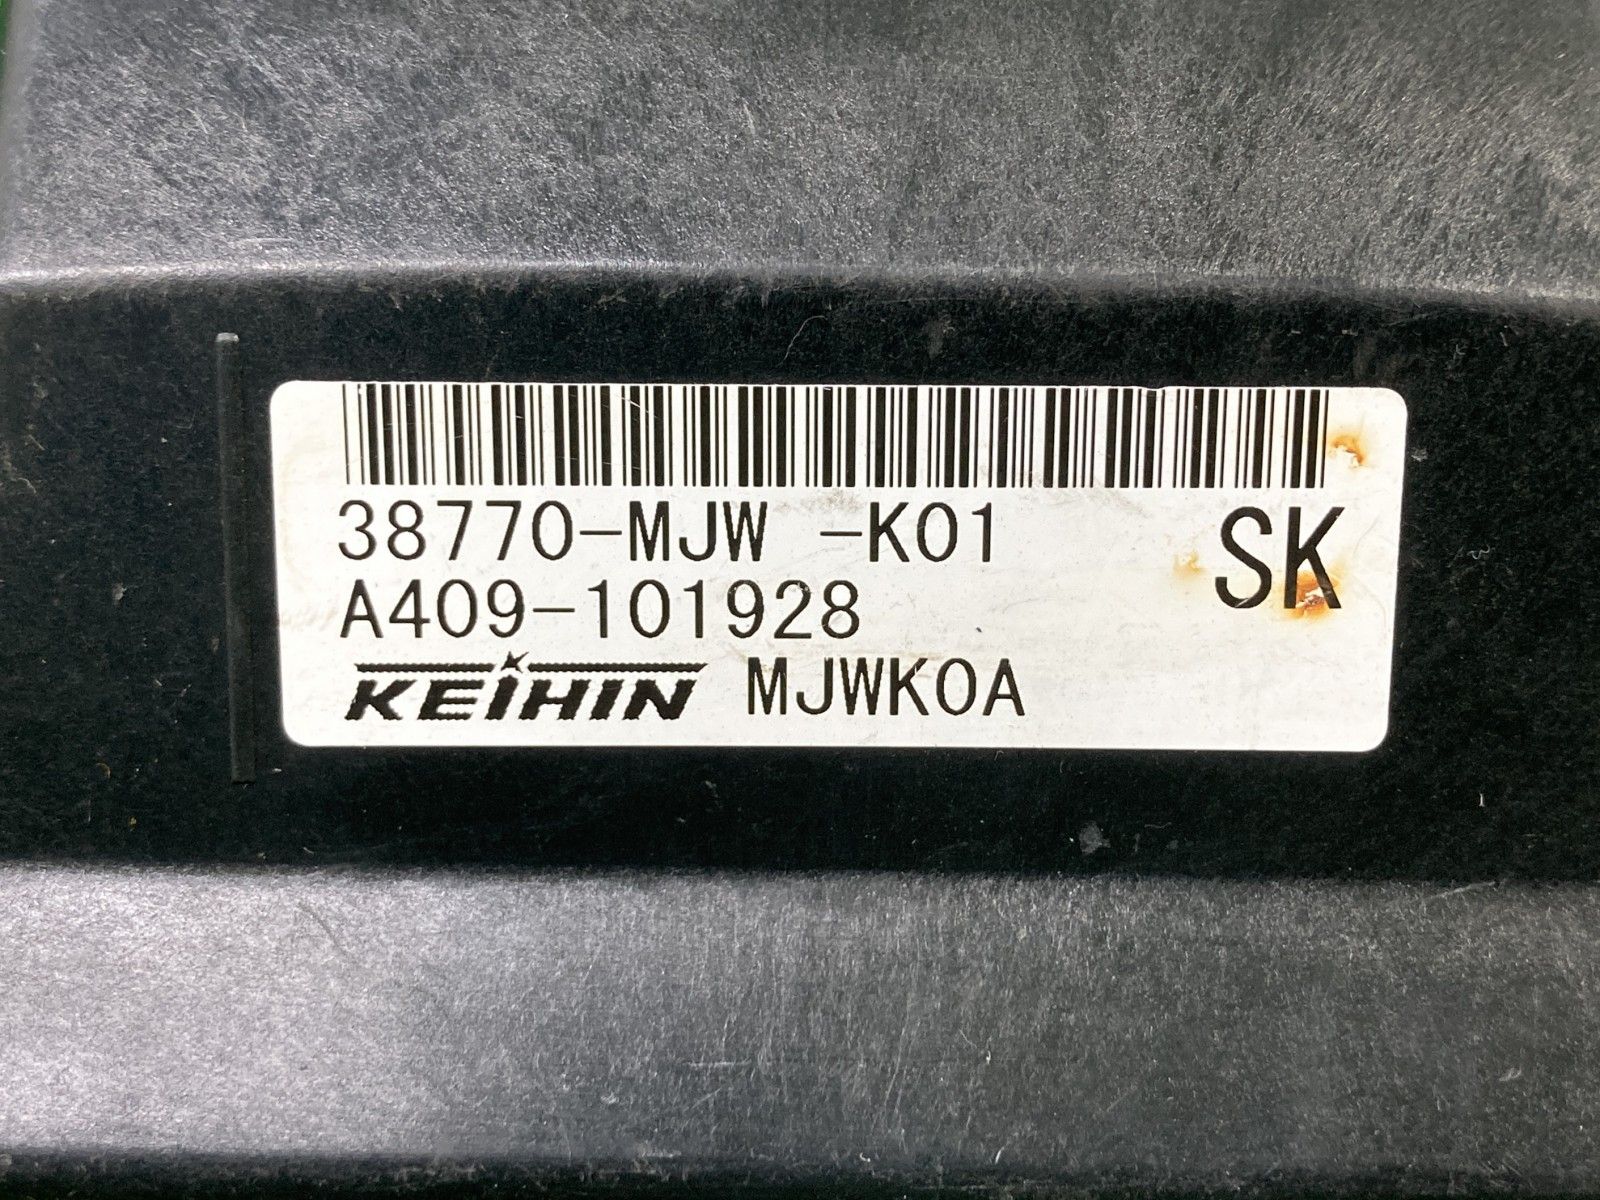 38770-MJW -K01
SK
A409-101928
KEIHIN MJWK0A